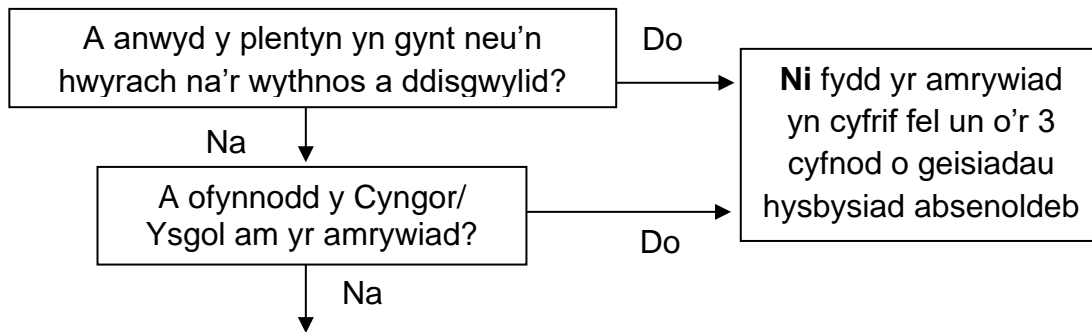 A anwyd y plentyn yn gynt neu’n
hwyrach na’r wythnos a ddisgwylid?
Do
Ni fydd yr amrywiad
yn cyfrif fel un o’r 3
cyfnod o geisiadau
hysbysiad absenoldeb
Na
A ofynnodd y Cyngor/
Ysgol am yr amrywiad?
Do
Na